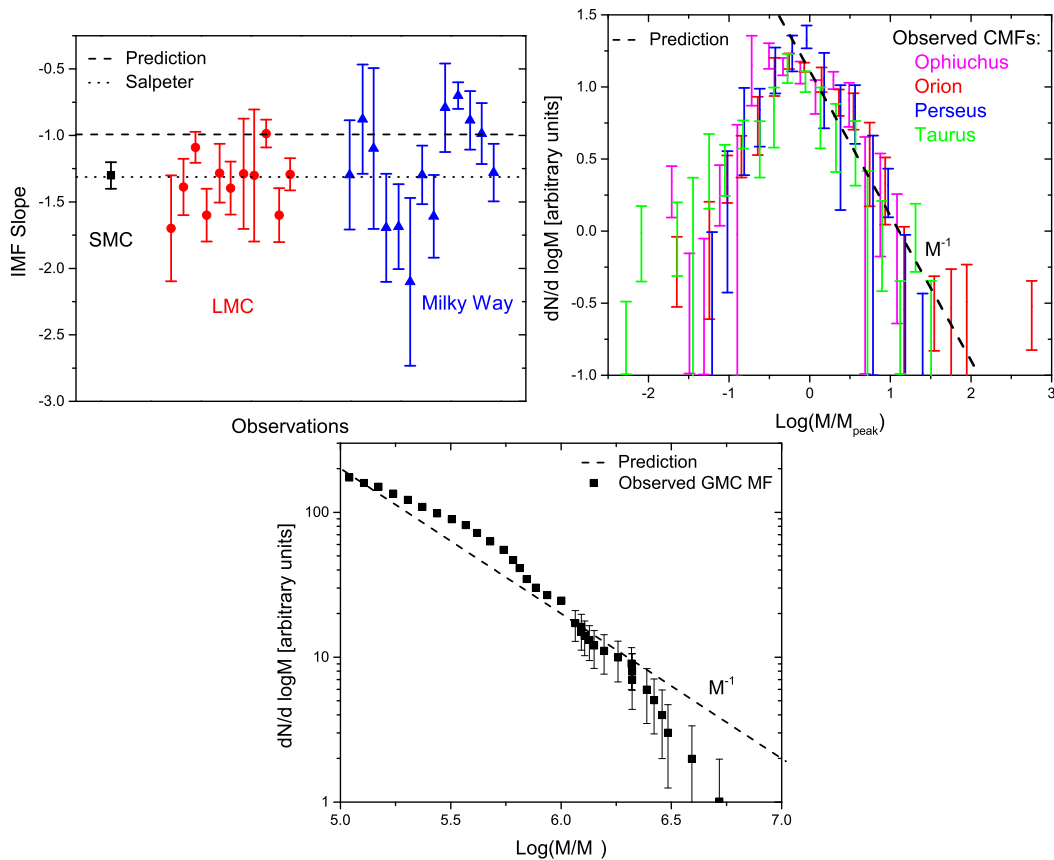 Prediction
Salpeter
-0.5
-1.0
-1.5
-2.0
-2.5
-3.0
IMF Slope
SMC
LMC
Milky Way
Observations
Prediction
Observed CMFs:
Ophiuchus
Orion
Perseus
Taurus
1.5
1.0
0.5
0.0
-0.5
-1.0
dN/d logM [arbitrary units]
M-1
-2
-1
0
1
2
3
Log(M/Mpeak)
Prediction
Observed GMC MF
100
10
1
dN/d logM [arbitrary units]
M-1
5.0
5.5
6.0
6.5
7.0
Log(M/M )